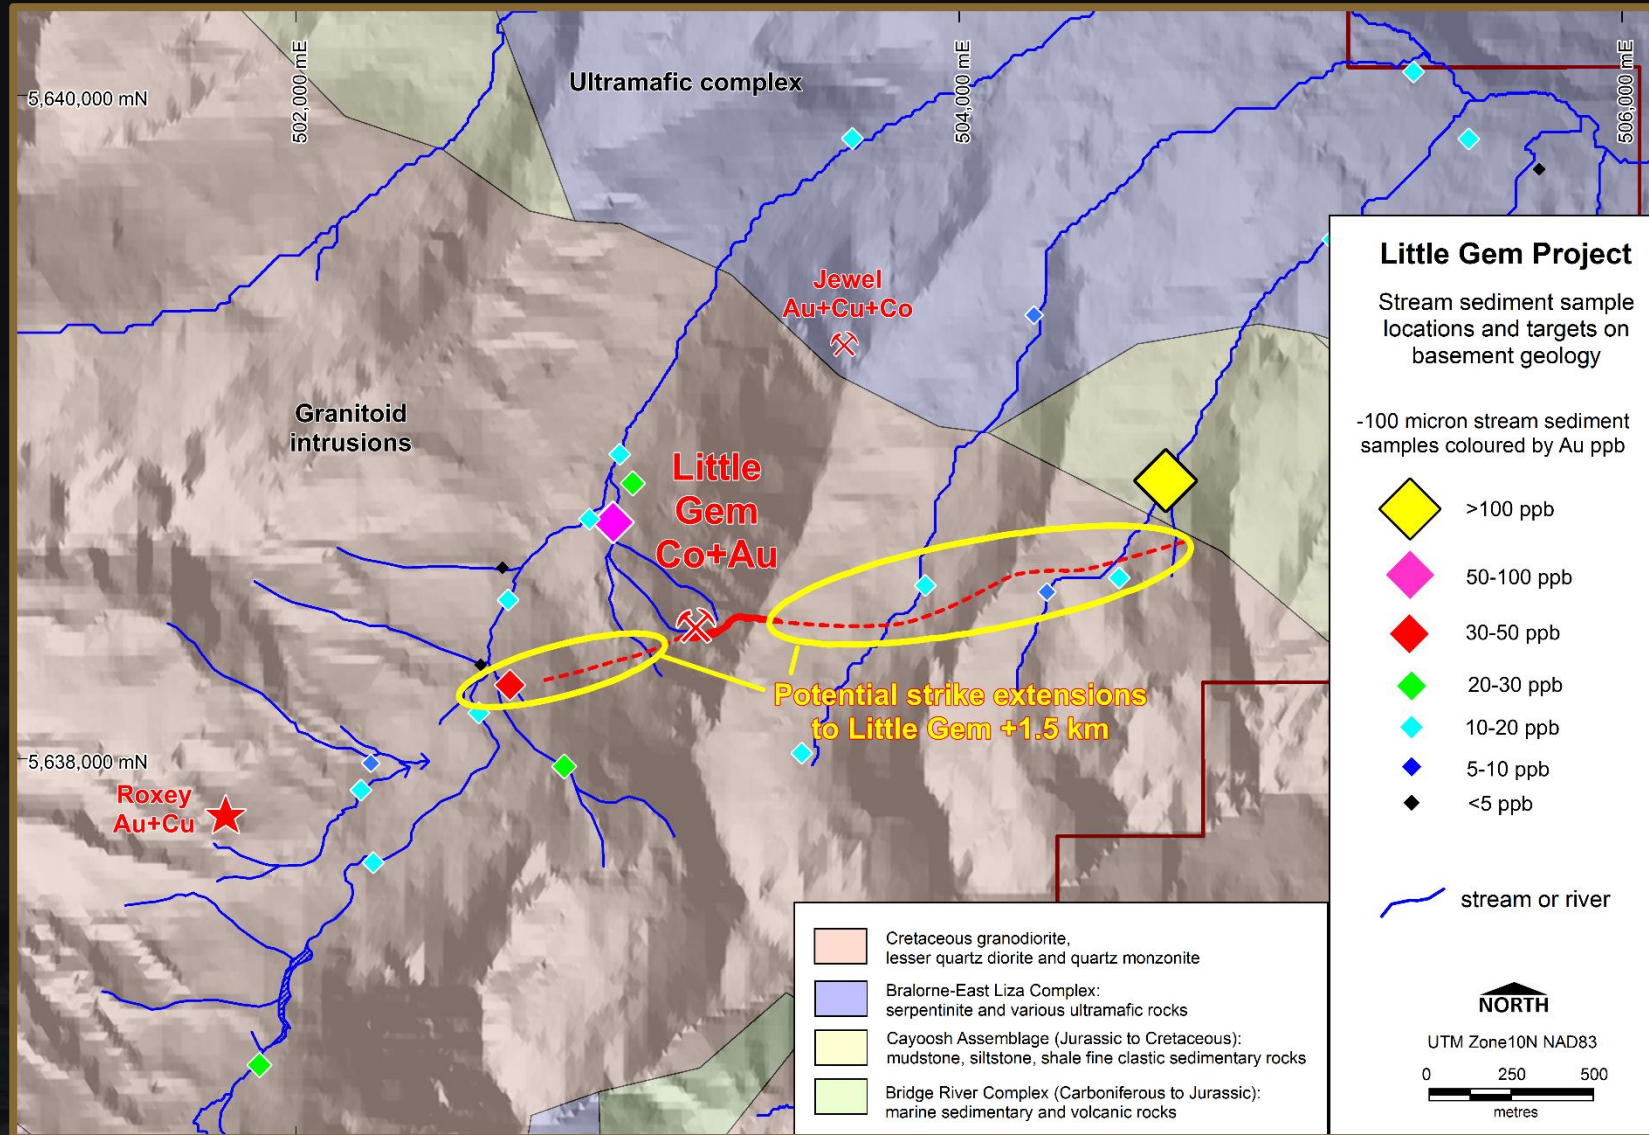 502,000 mE
504,000 mE
506,000 mE
5,640,000 mN
Ultramafic complex
Jewel
Au+Cu+Co
Granitoid
intrusions
Little
Gem
Co+Au
Potential strike extensions
to Little Gem +1.5 km
5,638,000 mN
Roxey
Au+Cu
Little Gem Project
Stream sediment sample
locations and targets on
basement geology
-100 micron stream sediment
samples coloured by Au ppb
>100 ppb
50-100 ppb
30-50 ppb
20-30 ppb
10-20 ppb
5-10 ppb
<5 ppb
stream or river
NORTH
UTM Zone10N NAD83
0 250 500
metres
Cretaceous granodiorite,
lesser quartz diorite and quartz monzonite
Bralorne-East Liza Complex:
serpentinite and various ultramafic rocks
Cayoosh Assemblage (Jurassic to Cretaceous):
mudstone, siltstone, shale fine clastic sedimentary rocks
Bridge River Complex (Carboniferous to Jurassic):
marine sedimentary and volcanic rocks